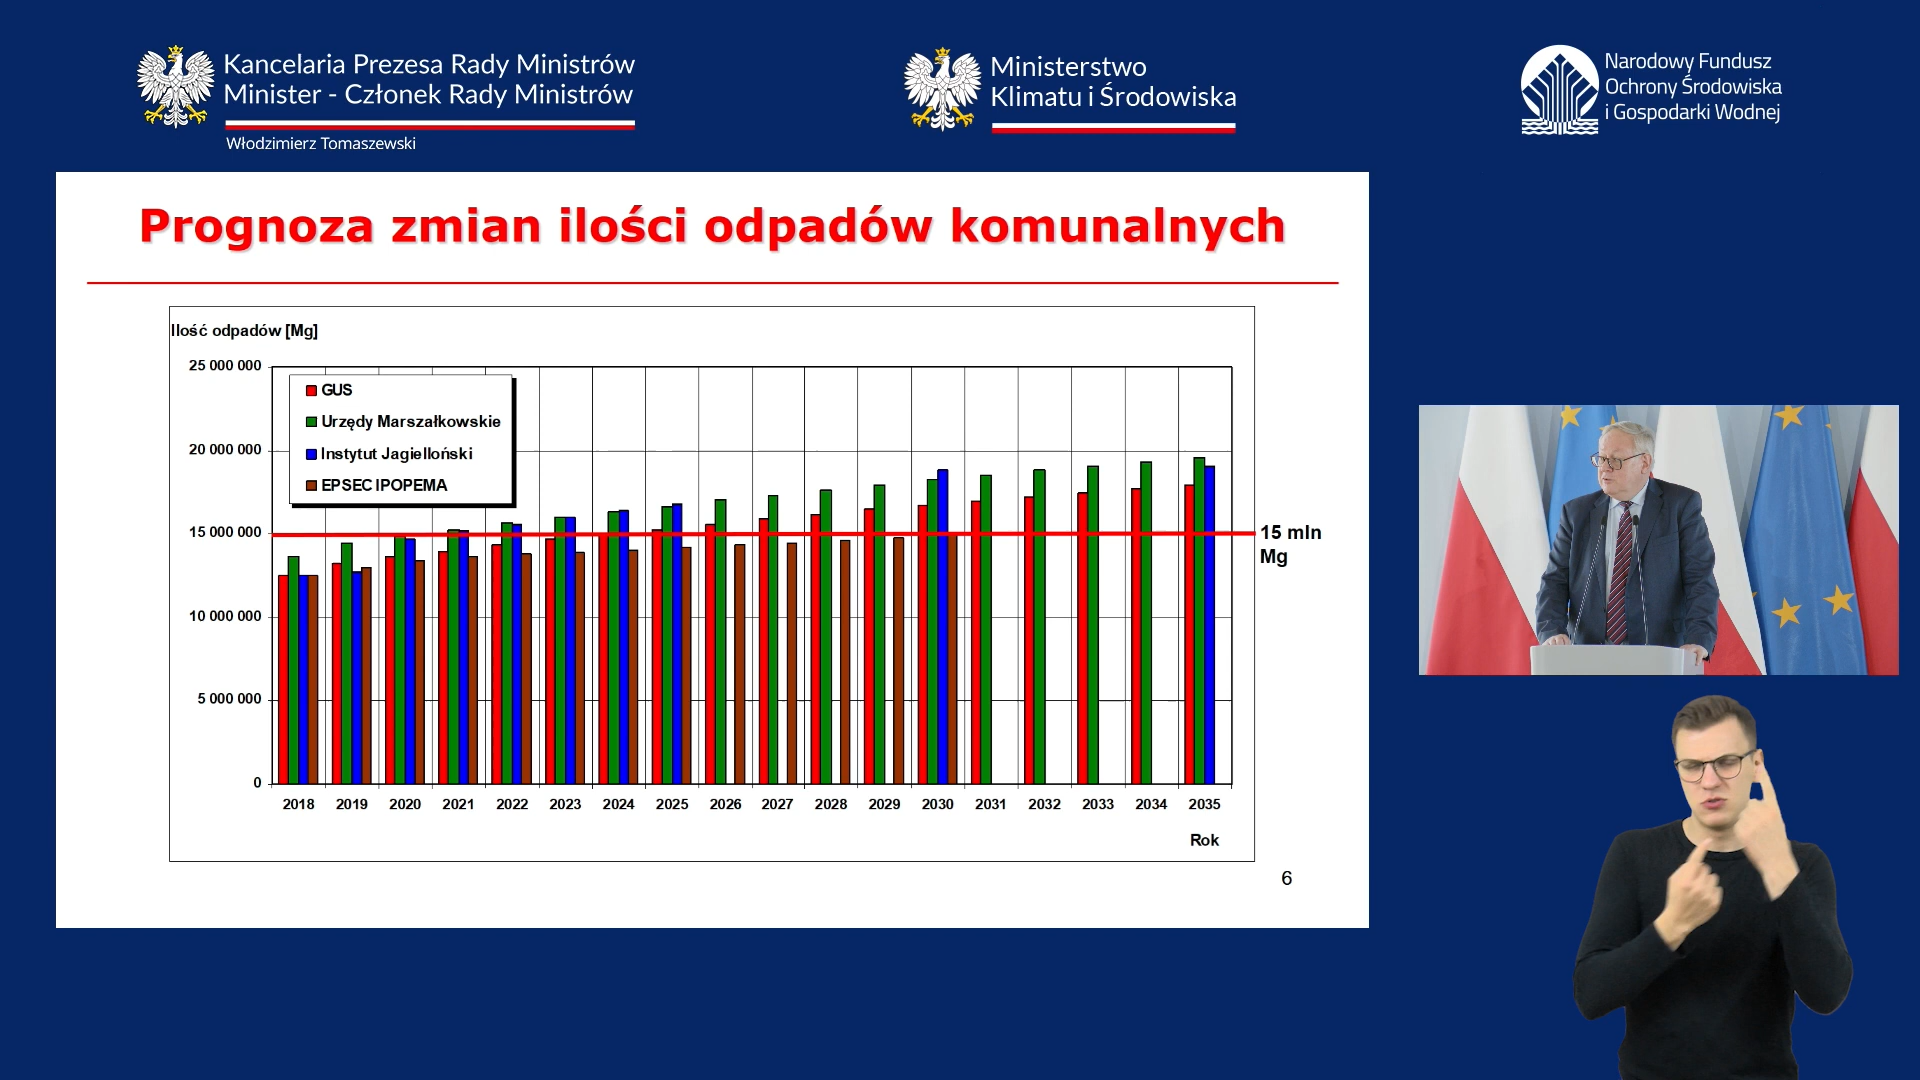 Kancelaria Prezesa Rady Ministrów
Minister - Członek Rady Ministrów
Włodzimierz Tomaszewski
Ministerstwo
Klimatu i Środowiska
Narodowy Fundusz
Ochrony Środowiska
i Gospodarki Wodnej
Prognoza zmian ilości odpadów komunalnych
Ilość odpadów [Mg]
25 000 000
20 000 000
15 000 000
10 000 000
5 000 000
0
GUS
Urzędy Marszałkowskie
Instytut Jagielloński
EPSEC IPOPEMA
15 mln
Mg
2018 2019 2020 2021 2022 2023 2024 2025 2026 2027 2028 2029 2030 2031 2032 2033 2034 2035
Rok
6